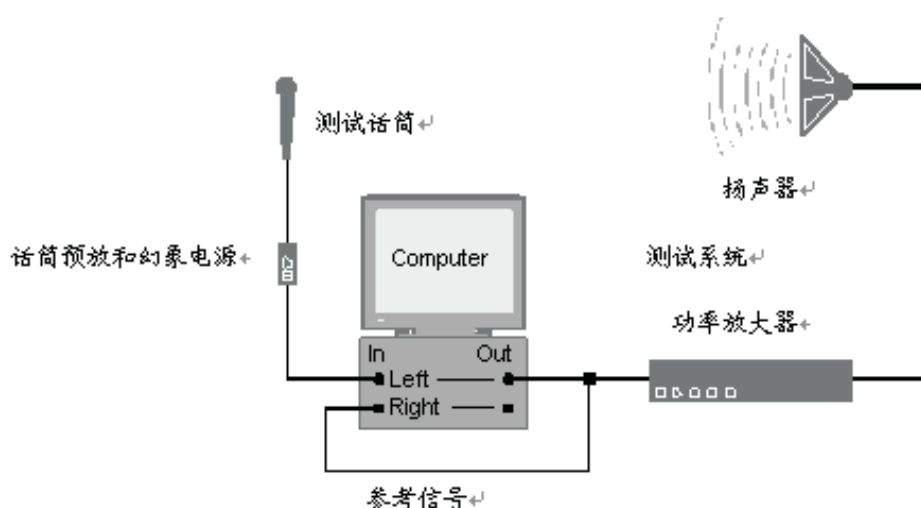 测试话筒↵
扬声器↵
话筒预放和幻象电源↵
Computer
测试系统↵
功率放大器↵
In Out
Left
Right
参考信号↵